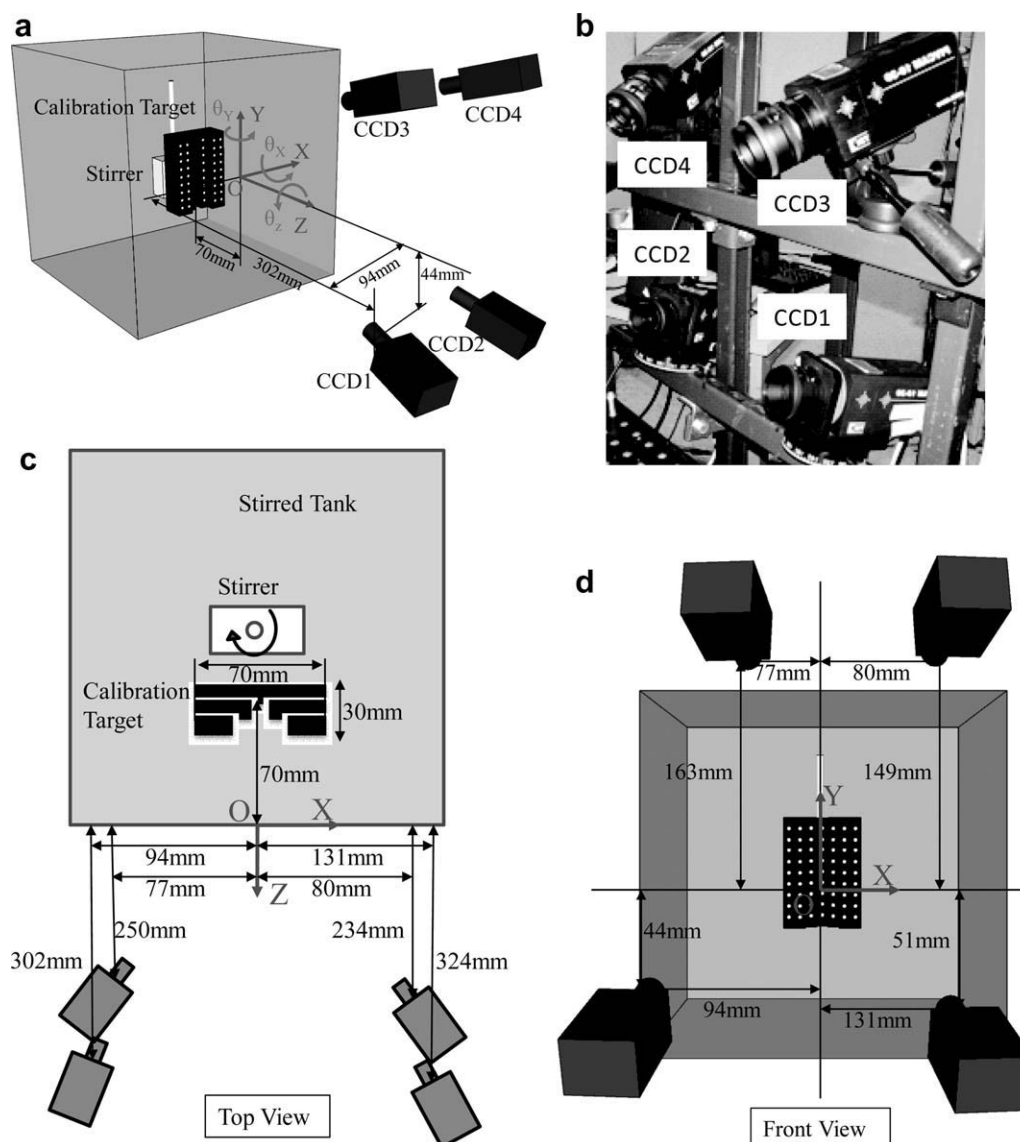 a
Calibration Target
Stirrer
θY
Y
θX
X
O
θz
Z
70mm
302mm
94mm
44mm
CCD3
CCD4
CCD2
CCD1
b
CCD4
CCD3
CCD2
CCD1
c
Stirred Tank
Stirrer
70mm
Calibration
Target
30mm
70mm
O
X
94mm
131mm
77mm
80mm
Z
250mm
234mm
302mm
324mm
Top View
d
77mm
80mm
163mm
149mm
Y
X
O
44mm
51mm
94mm
131mm
Front View